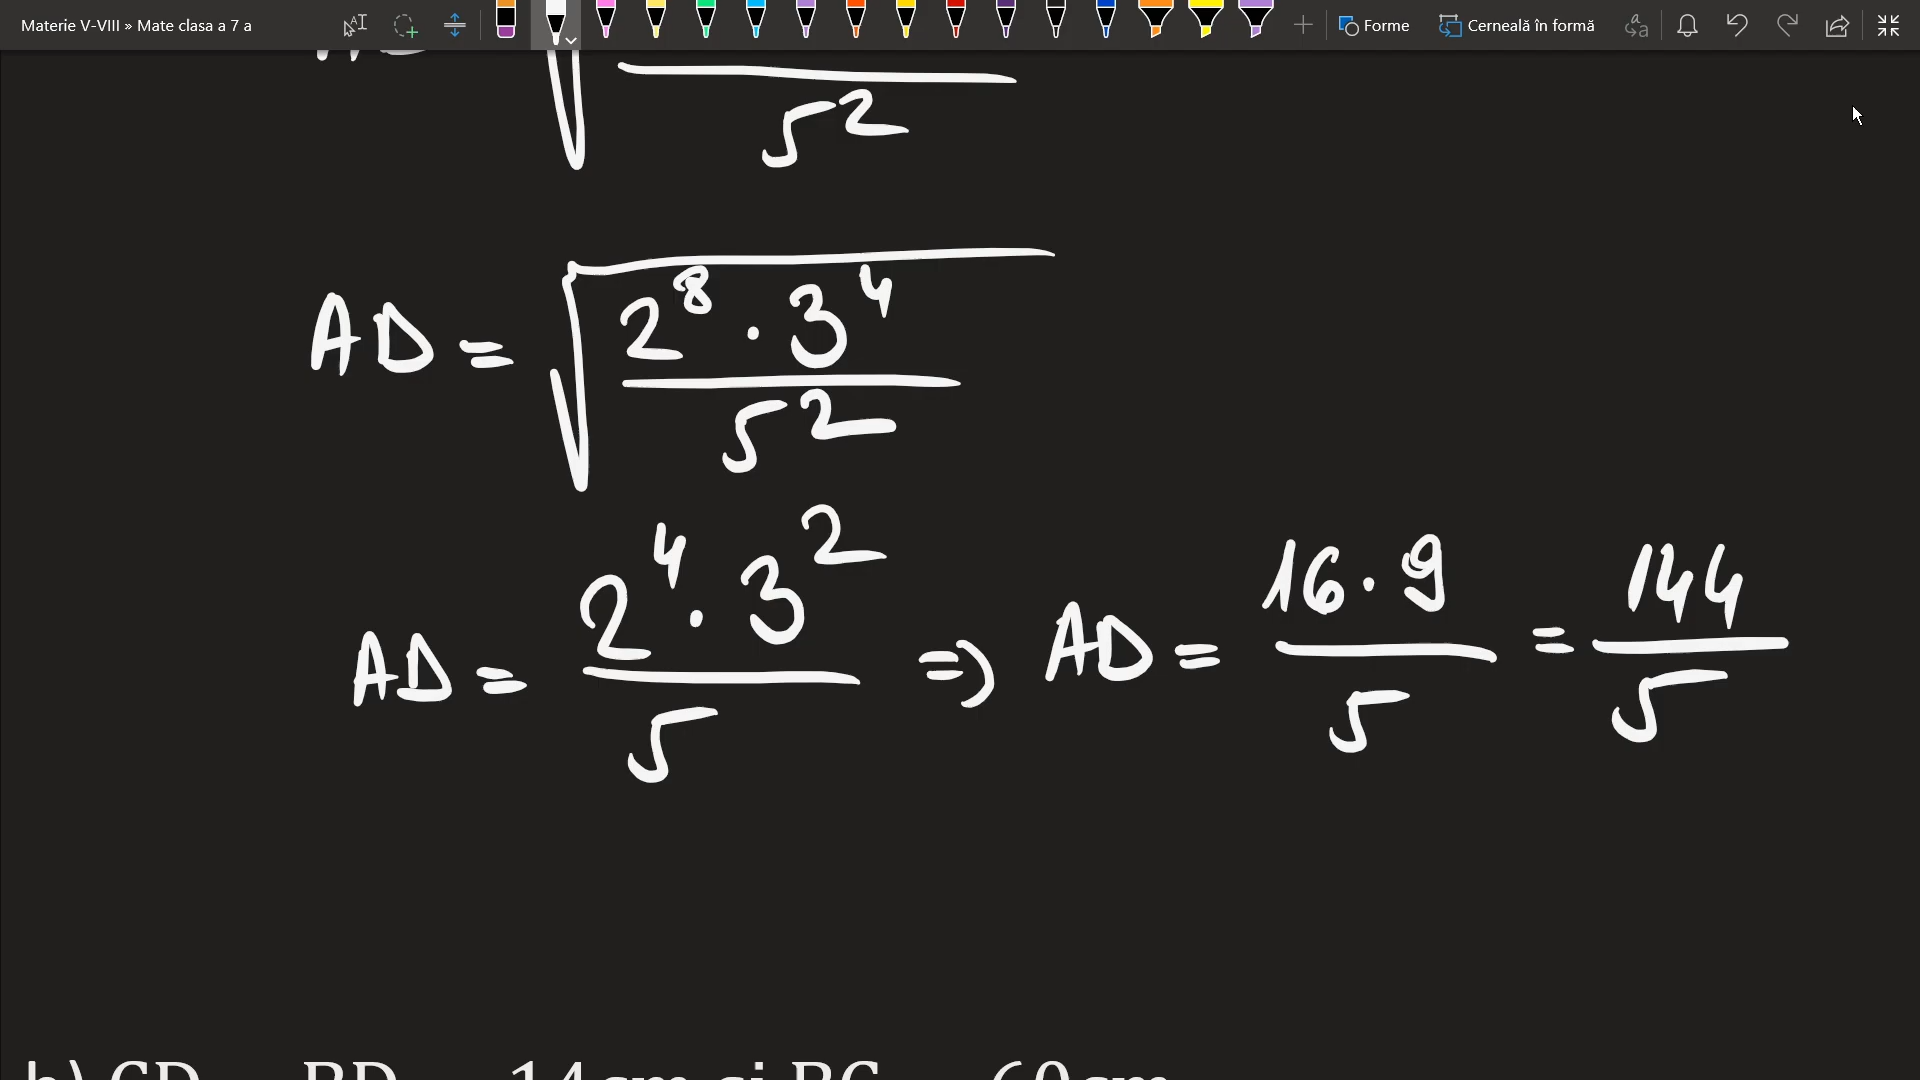 Materie V-VIII » Mate clasa a 7 a Forme Cerneală în formă
5²
AD = √(2⁸ · 3⁴ / 5²)
AD = 2⁴ · 3² / 5 => AD = 16 · 9 / 5 = 144 / 5